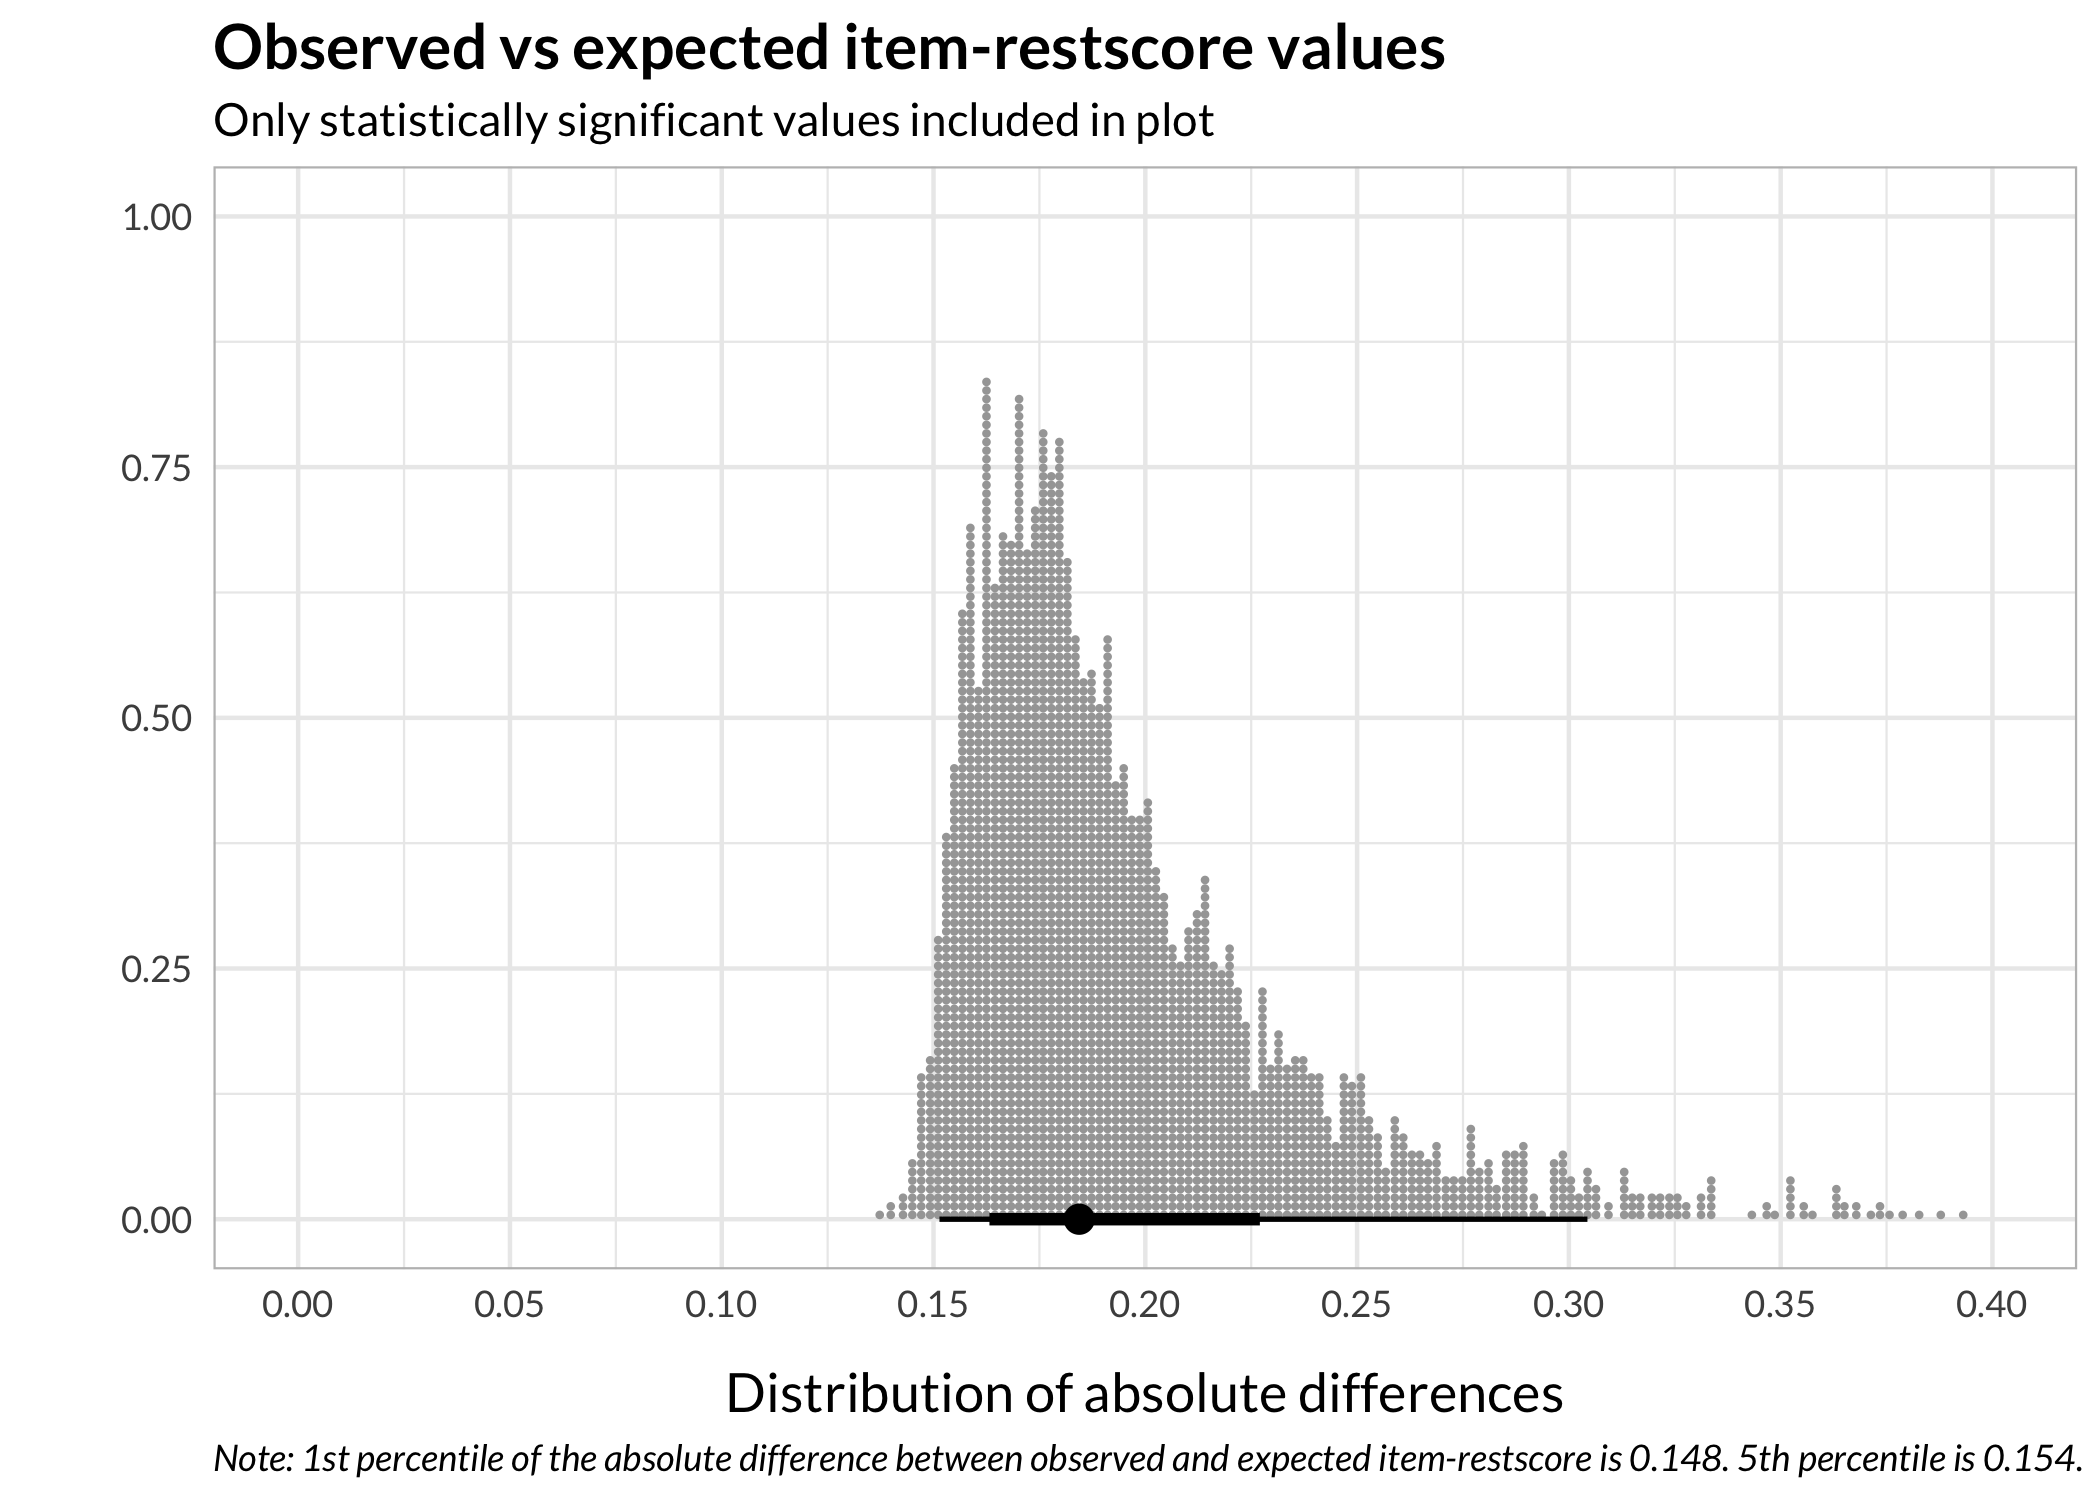 Observed vs expected item-restscore values
Only statistically significant values included in plot
1.00
0.75
0.50
0.25
0.00
0.00 0.05 0.10 0.15 0.20 0.25 0.30 0.35 0.40
Distribution of absolute differences
Note: 1st percentile of the absolute difference between observed and expected item-restscore is 0.148. 5th percentile is 0.154.